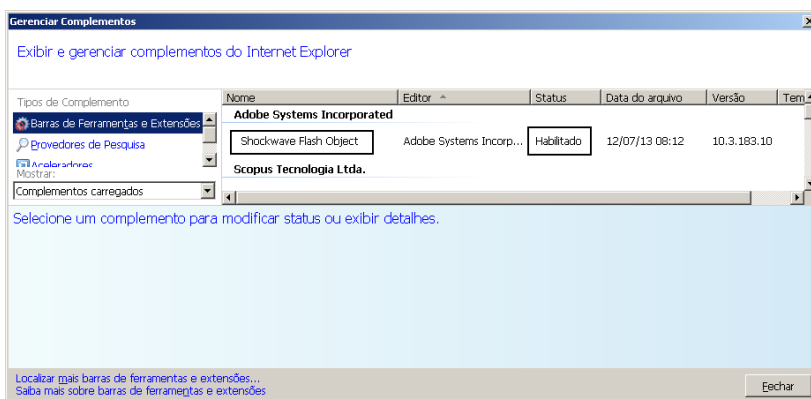 Gerenciar Complementos
Exibir e gerenciar complementos do Internet Explorer
Tipos de Complemento
Barras de Ferramentas e Extensões
Provedores de Pesquisa
Aceleradores
Mostrar:
Complementos carregados
Nome Editor Status Data do arquivo Versão Tem
Adobe Systems Incorporated
Shockwave Flash Object Adobe Systems Incorp... Habilitado 12/07/13 08:12 10.3.183.10
Scopus Tecnologia Ltda.
Selecione um complemento para modificar status ou exibir detalhes.
Localizar mais barras de ferramentas e extensões...
Saiba mais sobre barras de ferramentas e extensões
Fechar